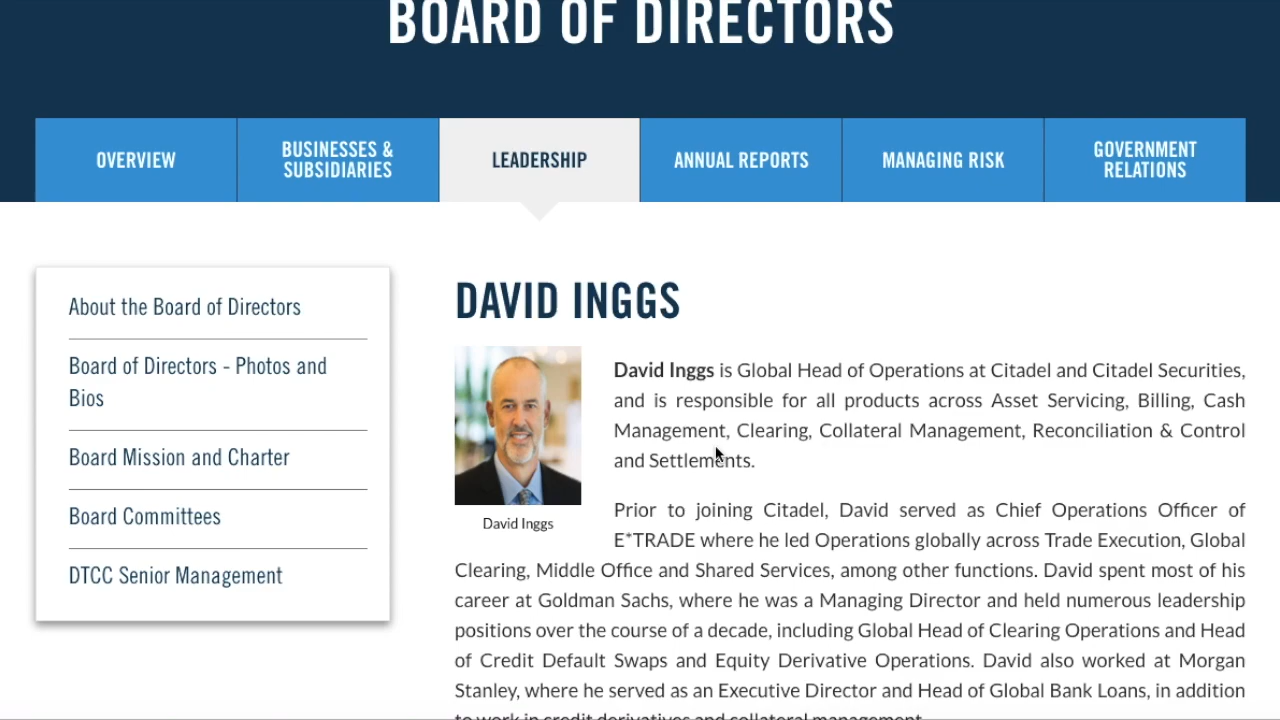 BOARD OF DIRECTORS
OVERVIEW
BUSINESSES &
SUBSIDIARIES
LEADERSHIP
ANNUAL REPORTS
MANAGING RISK
GOVERNMENT
RELATIONS
About the Board of Directors
Board of Directors - Photos and
Bios
Board Mission and Charter
Board Committees
DTCC Senior Management
DAVID INGGS
David Inggs
David Inggs is Global Head of Operations at Citadel and Citadel Securities,
and is responsible for all products across Asset Servicing, Billing, Cash
Management, Clearing, Collateral Management, Reconciliation & Control
and Settlements.
Prior to joining Citadel, David served as Chief Operations Officer of
E*TRADE where he led Operations globally across Trade Execution, Global
Clearing, Middle Office and Shared Services, among other functions. David spent most of his
career at Goldman Sachs, where he was a Managing Director and held numerous leadership
positions over the course of a decade, including Global Head of Clearing Operations and Head
of Credit Default Swaps and Equity Derivative Operations. David also worked at Morgan
Stanley, where he served as an Executive Director and Head of Global Bank Loans, in addition
to work in credit derivatives and collateral management.